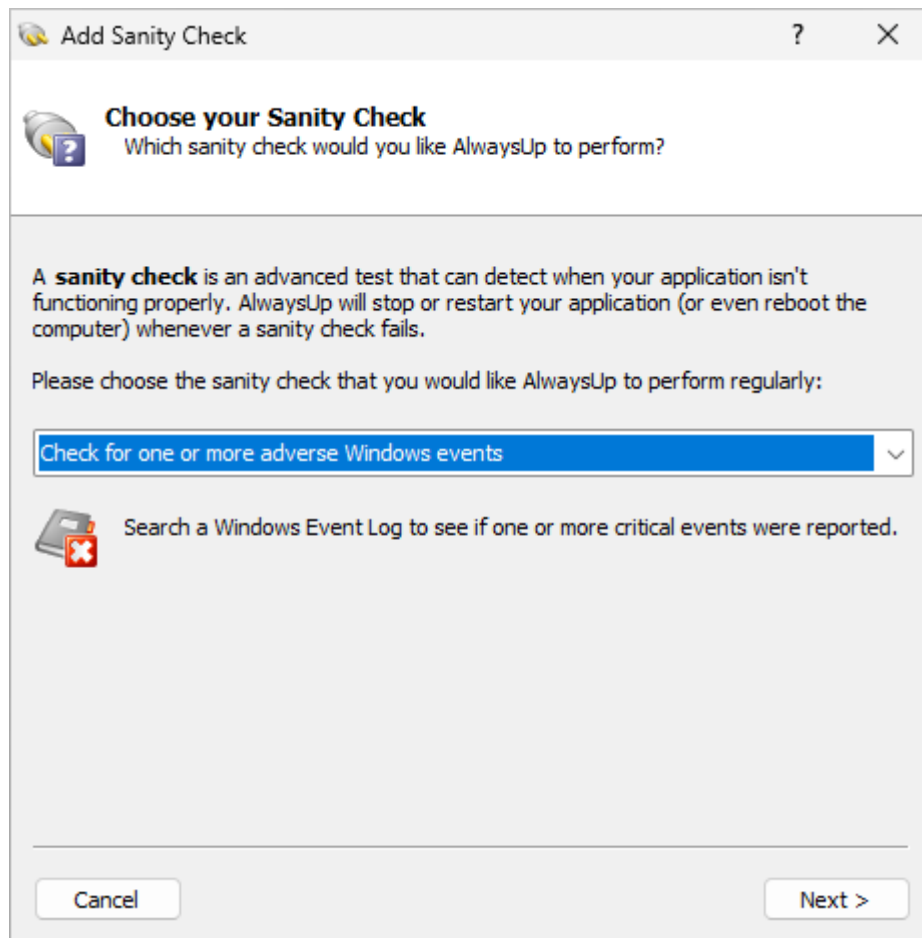 Add Sanity Check
?
Choose your Sanity Check
Which sanity check would you like AlwaysUp to perform?
A sanity check is an advanced test that can detect when your application isn't
functioning properly. AlwaysUp will stop or restart your application (or even reboot the
computer) whenever a sanity check fails.
Please choose the sanity check that you would like AlwaysUp to perform regularly:
Check for one or more adverse Windows events
Search a Windows Event Log to see if one or more critical events were reported.
Cancel
Next >